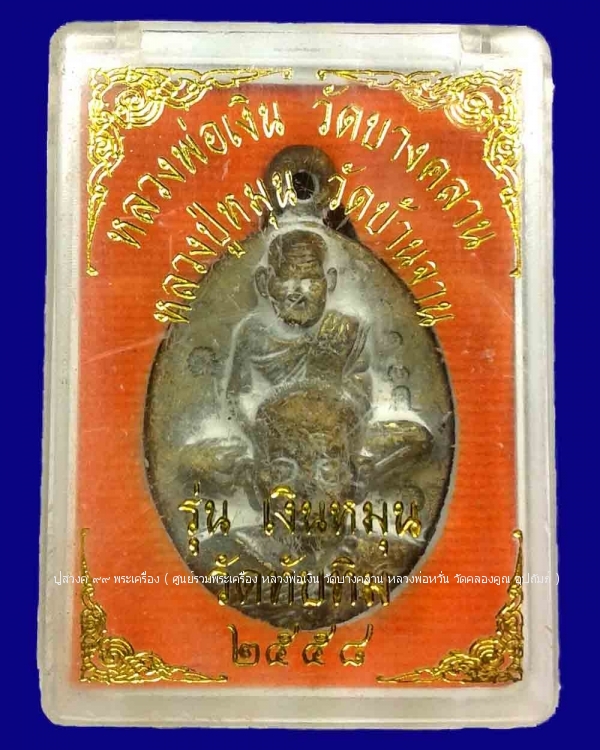 หลวงพ่อเงิน วัดบางคลาน
หลวงปู่หมุน วัดบ้านจาน
รุ่น เงินหมุน
ปู่สวงค์ ๙๙ พระเครื่อง ( ศูนย์รวมพระเครื่อง หลวงพ่อเงิน วัดบางคลาน หลวงพ่อหวั่น วัดคลองคูณ อุปถัมภ์ )
วัดทับทิม
๒๕๕๘